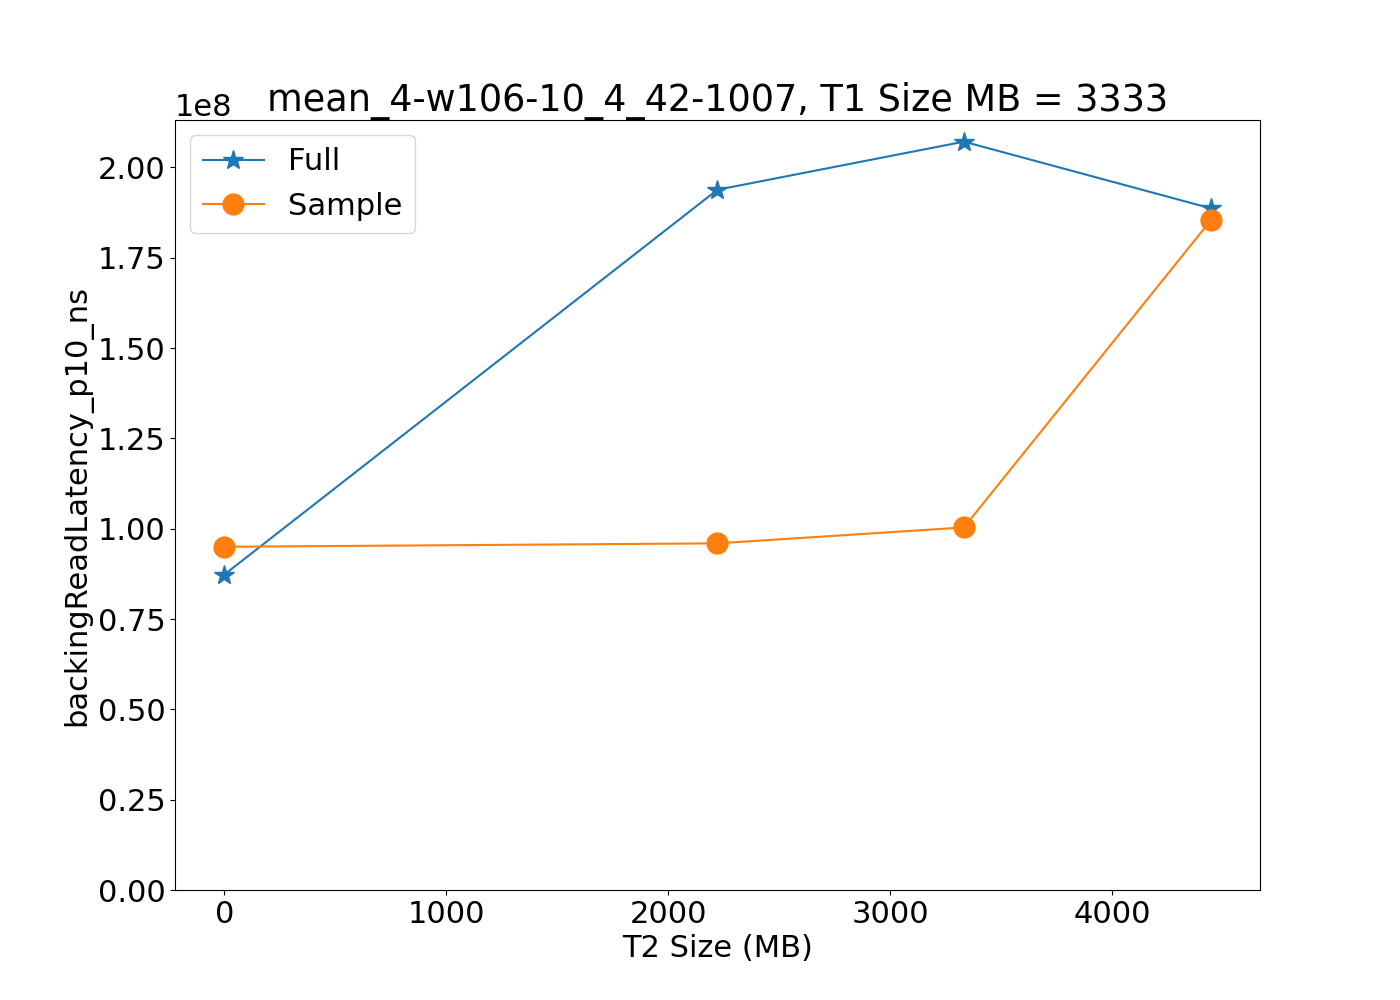 1e8
mean_4-w106-10_4_42-1007, T1 Size MB = 3333
Full
Sample
2.00
1.75
1.50
1.25
1.00
0.75
0.50
0.25
0.00
backingReadLatency_p10_ns
0 1000 2000 3000 4000
T2 Size (MB)